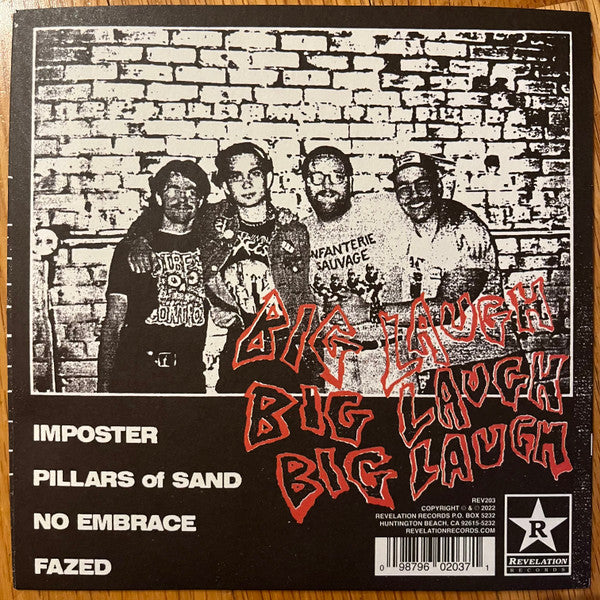 INFANTERIE
SAUVAGE
BIG LAUGH
BIG LAUGH
BIG LAUGH
IMPOSTER
PILLARS of SAND
NO EMBRACE
FAZED
REV203
COPYRIGHT © & ℗ 2022
REVELATION RECORDS P.O. BOX 5232
HUNTINGTON BEACH, CA 92615-5232
REVELATIONRECORDS.COM
0 98796 02037 1
R
REVELATION
RECORDS